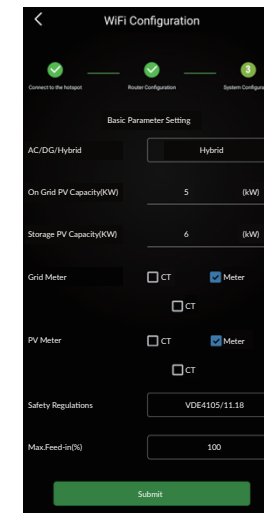 WiFi Configuration
3
Connect to the hotspot Router Configuration System Configura
Basic Parameter Setting
AC/DG/Hybrid Hybrid
On Grid PV Capacity(KW) 5 (kW)
Storage PV Capacity(KW) 6 (kW)
Grid Meter CT Meter
CT
PV Meter CT Meter
CT
Safety Regulations VDE4105/11.18
Max.Feed-in(%) 100
Submit